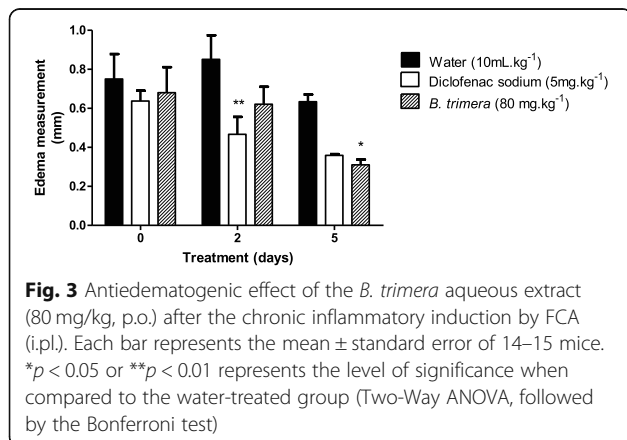 1.0
0.8
0.6
0.4
0.2
0.0
Edema measurement
(mm)
**
*
0 2 5
Treatment (days)
Water (10mL.kg⁻¹)
Diclofenac sodium (5mg.kg⁻¹)
B. trimera (80 mg.kg⁻¹)
Fig. 3 Antiedematogenic effect of the B. trimera aqueous extract
(80 mg/kg, p.o.) after the chronic inflammatory induction by FCA
(i.pl.). Each bar represents the mean ± standard error of 14–15 mice.
*p < 0.05 or **p < 0.01 represents the level of significance when
compared to the water-treated group (Two-Way ANOVA, followed
by the Bonferroni test)